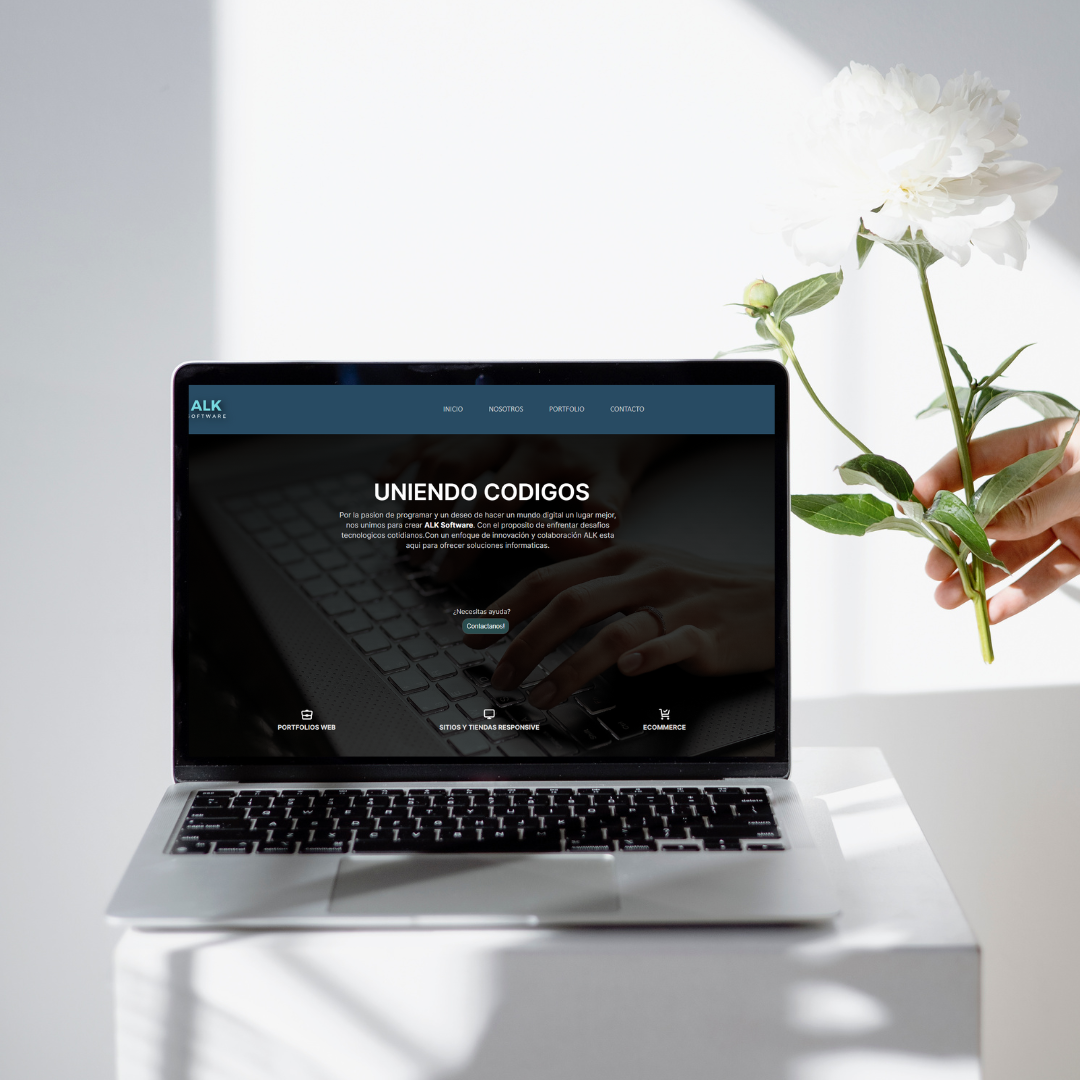 ALK
SOFTWARE
INICIO NOSOTROS PORTFOLIO CONTACTO
UNIENDO CODIGOS
Por la pasion de programar y un deseo de hacer un mundo digital un lugar mejor,
nos unimos para crear ALK Software. Con el proposito de enfrentar desafios
tecnologicos cotidianos.Con un enfoque de innovación y colaboración ALK esta
aqui para ofrecer soluciones informaticas.
¿Necesitas ayuda?
Contactanos!
PORTFOLIOS WEB
SITIOS Y TIENDAS RESPONSIVE
ECOMMERCE